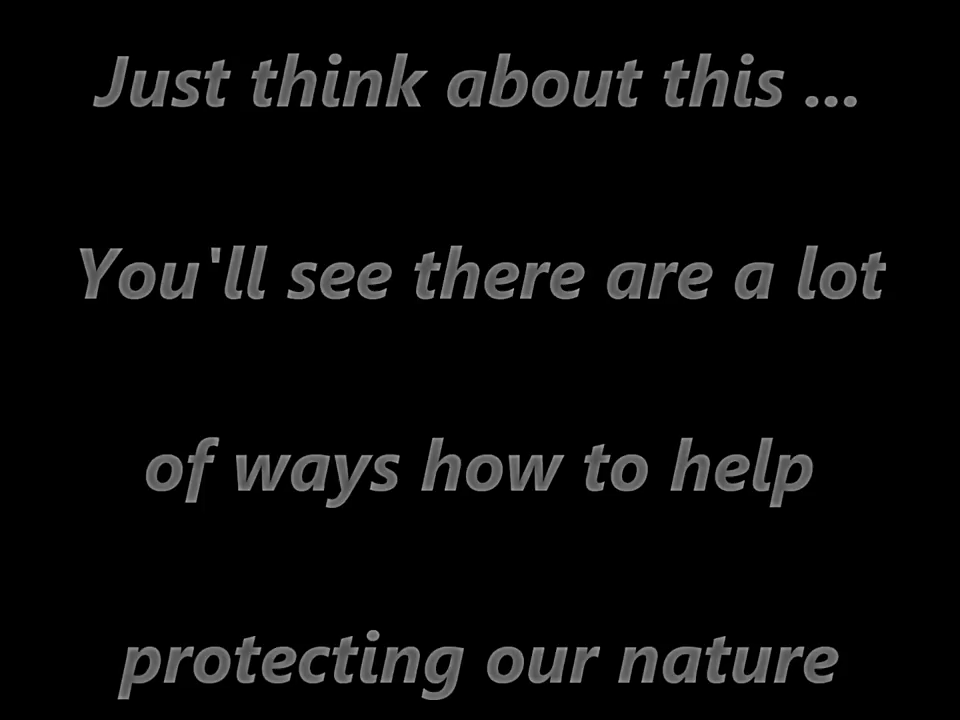 Just think about this ...
You'll see there are a lot
of ways how to help
protecting our nature